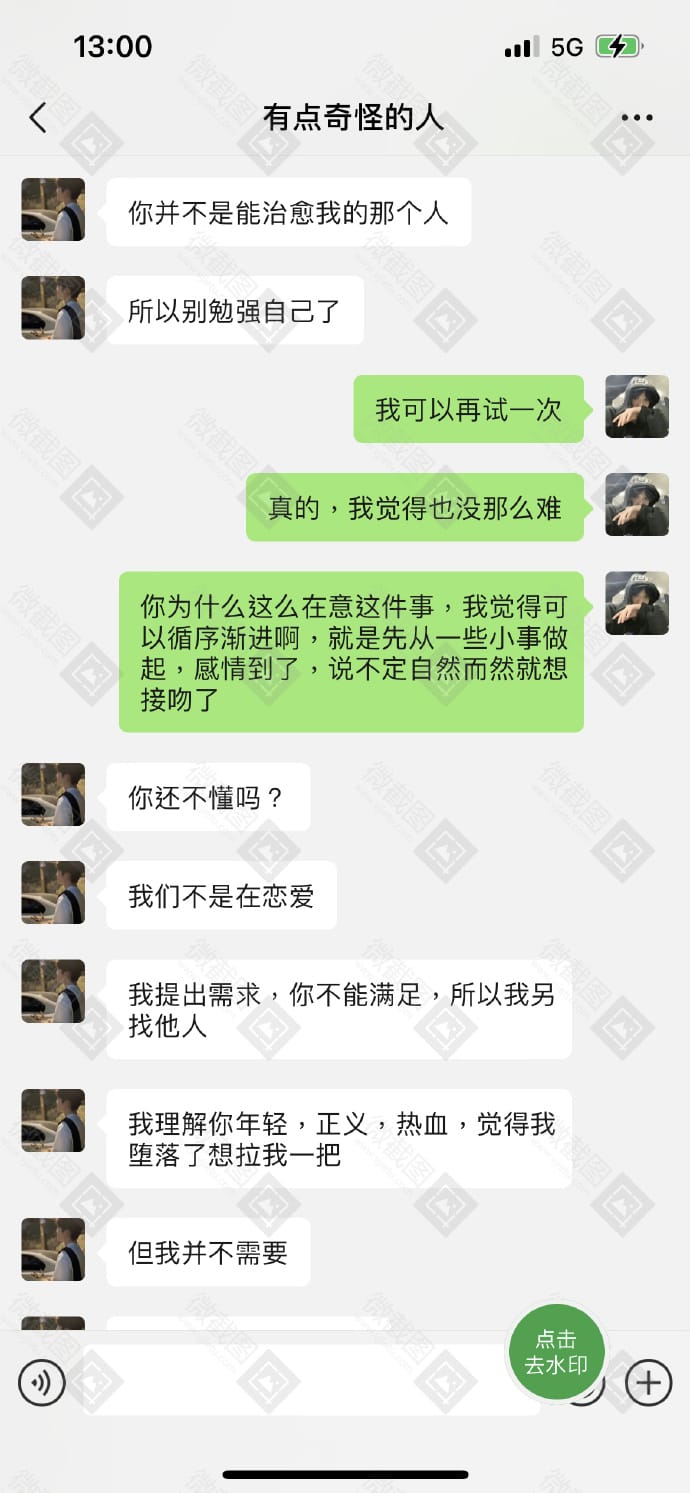 13:00
5G
有点奇怪的人
你并不是能治愈我的那个人
所以别勉强自己了
我可以再试一次
真的，我觉得也没那么难
你为什么这么在意这件事，我觉得可
以循序渐进啊，就是先从一些小事做
起，感情到了，说不定自然而然就想
接吻了
你还不懂吗？
我们不是在恋爱
我提出需求，你不能满足，所以我另
找他人
我理解你年轻，正义，热血，觉得我
堕落了想拉我一把
但我并不需要
点击
去水印
微截图